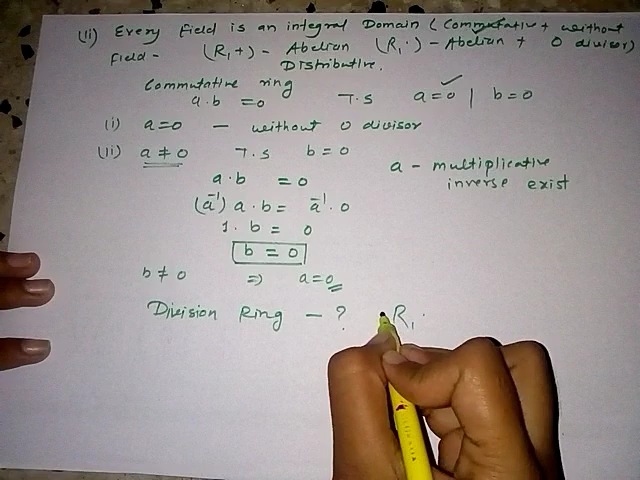 (ii) Every Field is an integral Domain (Commutativ + without
Field - (R,+) - Abelian (R,·) - Abelian + 0 divisor)
Distributive.
Commutative ring
a·b = 0 T.S a=0 | b=0
(i) a=0 - without 0 divisor
(ii) a ≠ 0 T.S b=0
a - multiplicative
inverse exist
a·b = 0
(a⁻¹) a·b = a⁻¹·0
1·b = 0
b = 0
b ≠ 0 ⇒ a=0
Division Ring - ? R,·